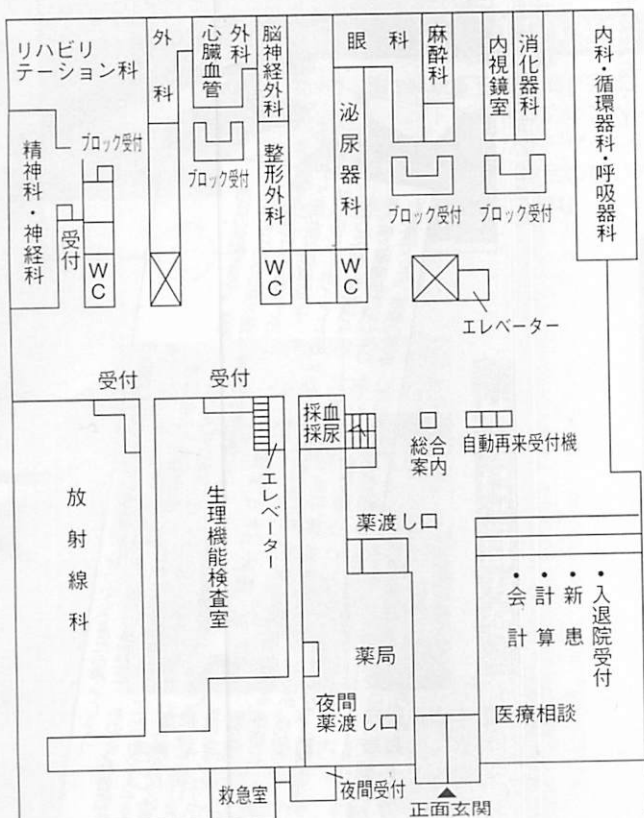 リハビリ
テーション科
外科
心臓血管
外科
脳神経外科
眼科
麻酔科
内視鏡室
消化器科
内科・循環器科・呼吸器科
精神科・神経科
ブロック受付
受付
WC
ブロック受付
整形外科
WC
泌尿器科
WC
ブロック受付
ブロック受付
エレベーター
受付
受付
採血
採尿
総合
案内
自動再来受付機
放射線科
生理機能検査室
エレベーター
薬渡し口
薬局
・入退院受付
・新患
・計算
・会計
夜間
薬渡し口
医療相談
救急室
夜間受付
正面玄関